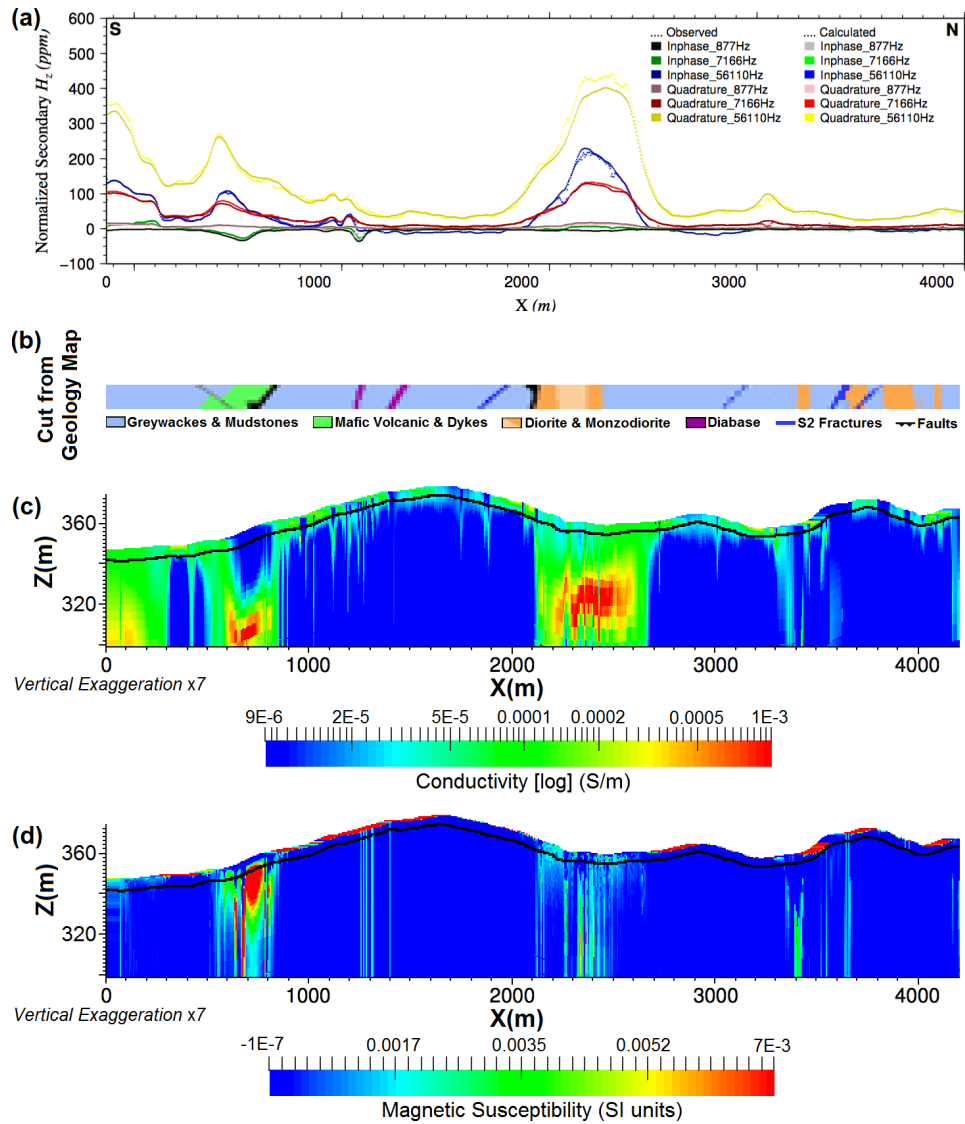 (a)
Normalized Secondary Hz (ppm)
600
500
400
300
200
100
0
−100
S
N
.... Observed
Inphase_877Hz
Inphase_7166Hz
Inphase_56110Hz
Quadrature_877Hz
Quadrature_7166Hz
Quadrature_56110Hz
.... Calculated
Inphase_877Hz
Inphase_7166Hz
Inphase_56110Hz
Quadrature_877Hz
Quadrature_7166Hz
Quadrature_56110Hz
0 1000 2000 3000 4000
X (m)
(b)
Cut from
Geology Map
Greywackes & Mudstones Mafic Volcanic & Dykes Diorite & Monzodiorite Diabase S2 Fractures Faults
(c)
Z(m)
360
320
0 1000 2000 3000 4000
X(m)
Vertical Exaggeration x7
9E-6 2E-5 5E-5 0.0001 0.0002 0.0005 1E-3
Conductivity [log] (S/m)
(d)
Z(m)
360
320
0 1000 2000 3000 4000
X(m)
Vertical Exaggeration x7
-1E-7 0.0017 0.0035 0.0052 7E-3
Magnetic Susceptibility (SI units)